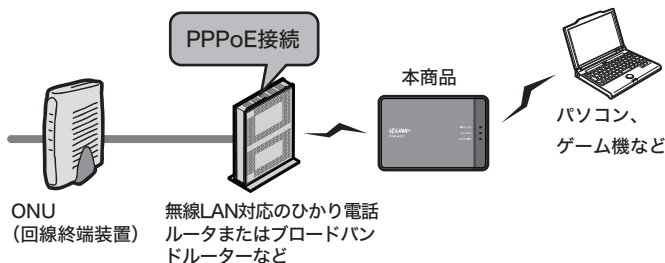 PPPoE接続
本商品
パソコン、
ゲーム機など
ONU
（回線終端装置）
無線LAN対応のひかり電話
ルータまたはブロードバン
ドルーターなど